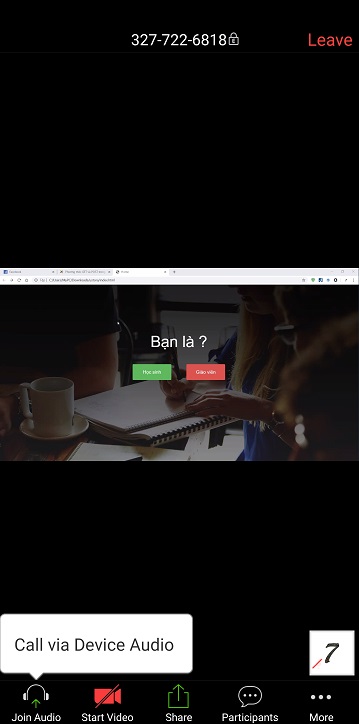 327-722-6818
Leave
Facebook
Bạn là ?
Học sinh
Giáo viên
Call via Device Audio
7
Join Audio
Start Video
Share
Participants
More